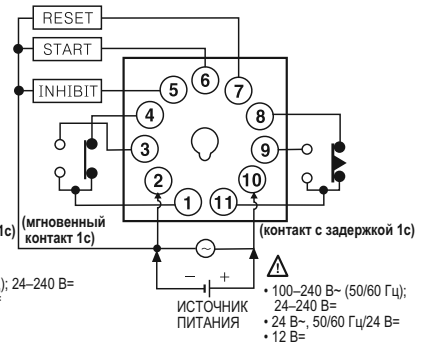 RESET
START
INHIBIT
6
5
7
4
8
3
9
2
10
1
11
1с)
(мгновенный
контакт 1с)
(контакт с задержкой 1с)
~
); 24–240 В=
− +
ИСТОЧНИК
ПИТАНИЯ
• 100–240 В~ (50/60 Гц);
24–240 В=
• 24 В~, 50/60 Гц/24 В=
• 12 В=